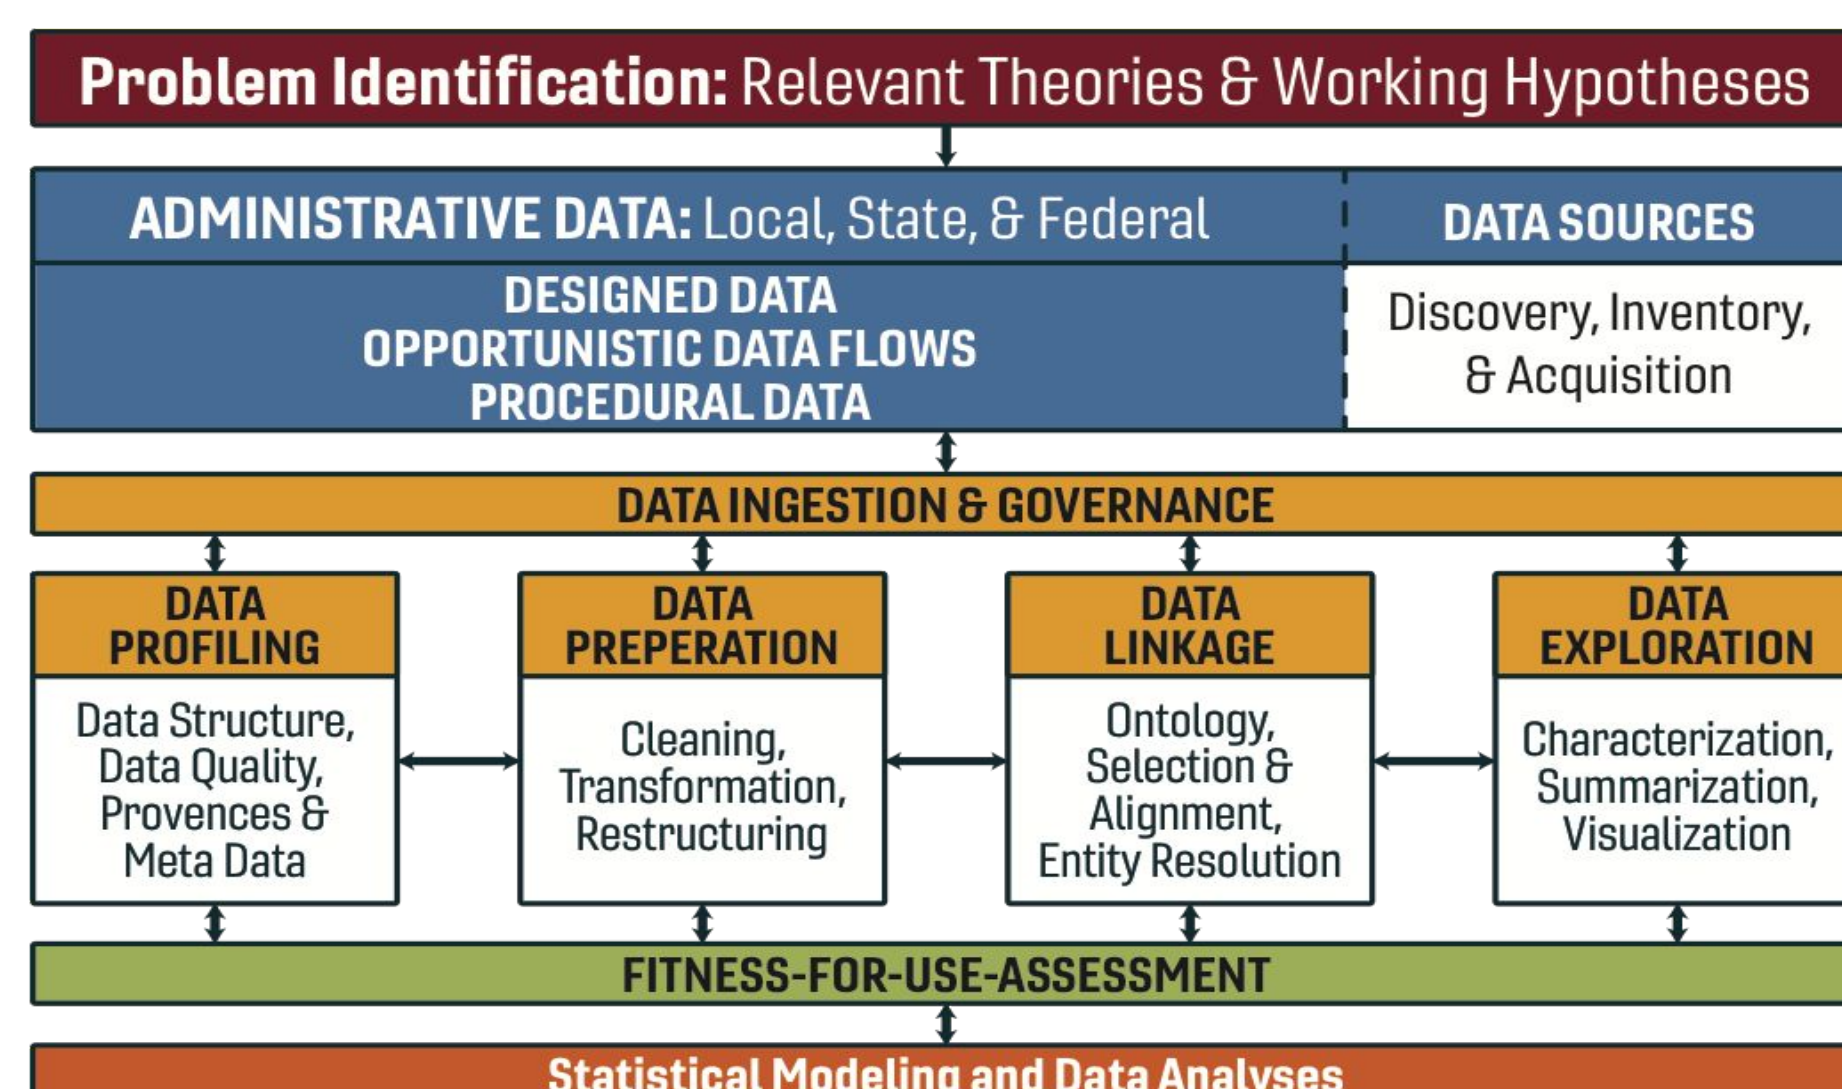 Problem Identification: Relevant Theories & Working Hypotheses
ADMINISTRATIVE DATA: Local, State, & Federal
DATA SOURCES
DESIGNED DATA
OPPORTUNISTIC DATA FLOWS
PROCEDURAL DATA
Discovery, Inventory,
& Acquisition
DATA INGESTION & GOVERNANCE
DATA
PROFILING
Data Structure,
Data Quality,
Provences &
Meta Data
DATA
PREPERATION
Cleaning,
Transformation,
Restructuring
DATA
LINKAGE
Ontology,
Selection &
Alignment,
Entity Resolution
DATA
EXPLORATION
Characterization,
Summarization,
Visualization
FITNESS-FOR-USE-ASSESSMENT
Statistical Modeling and Data Analyses